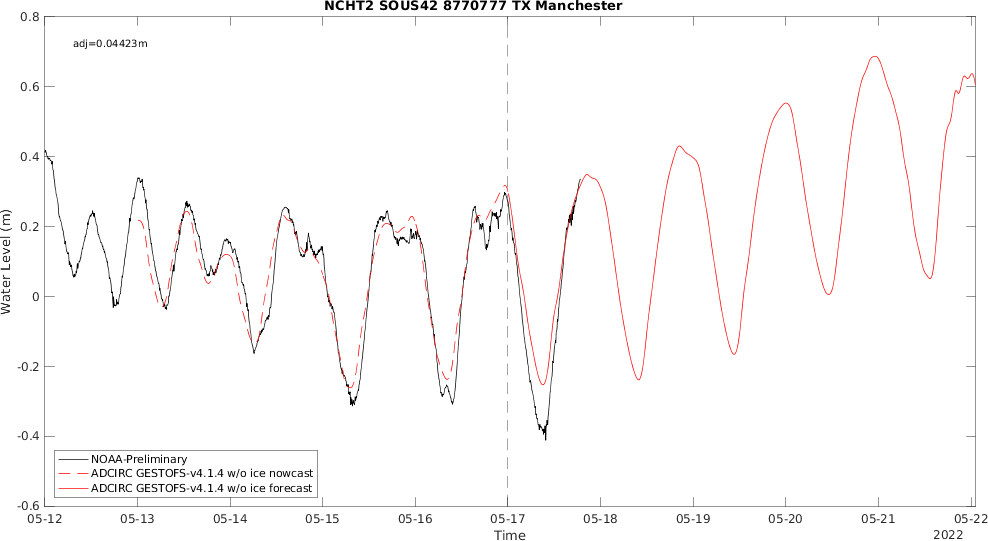 NCHT2 SOUS42 8770777 TX Manchester
adj=0.04423m
Water Level (m)
0.8
0.6
0.4
0.2
0
-0.2
-0.4
-0.6
NOAA-Preliminary
ADCIRC GESTOFS-v4.1.4 w/o ice nowcast
ADCIRC GESTOFS-v4.1.4 w/o ice forecast
05-12 05-13 05-14 05-15 05-16 05-17 05-18 05-19 05-20 05-21 05-22
Time
2022